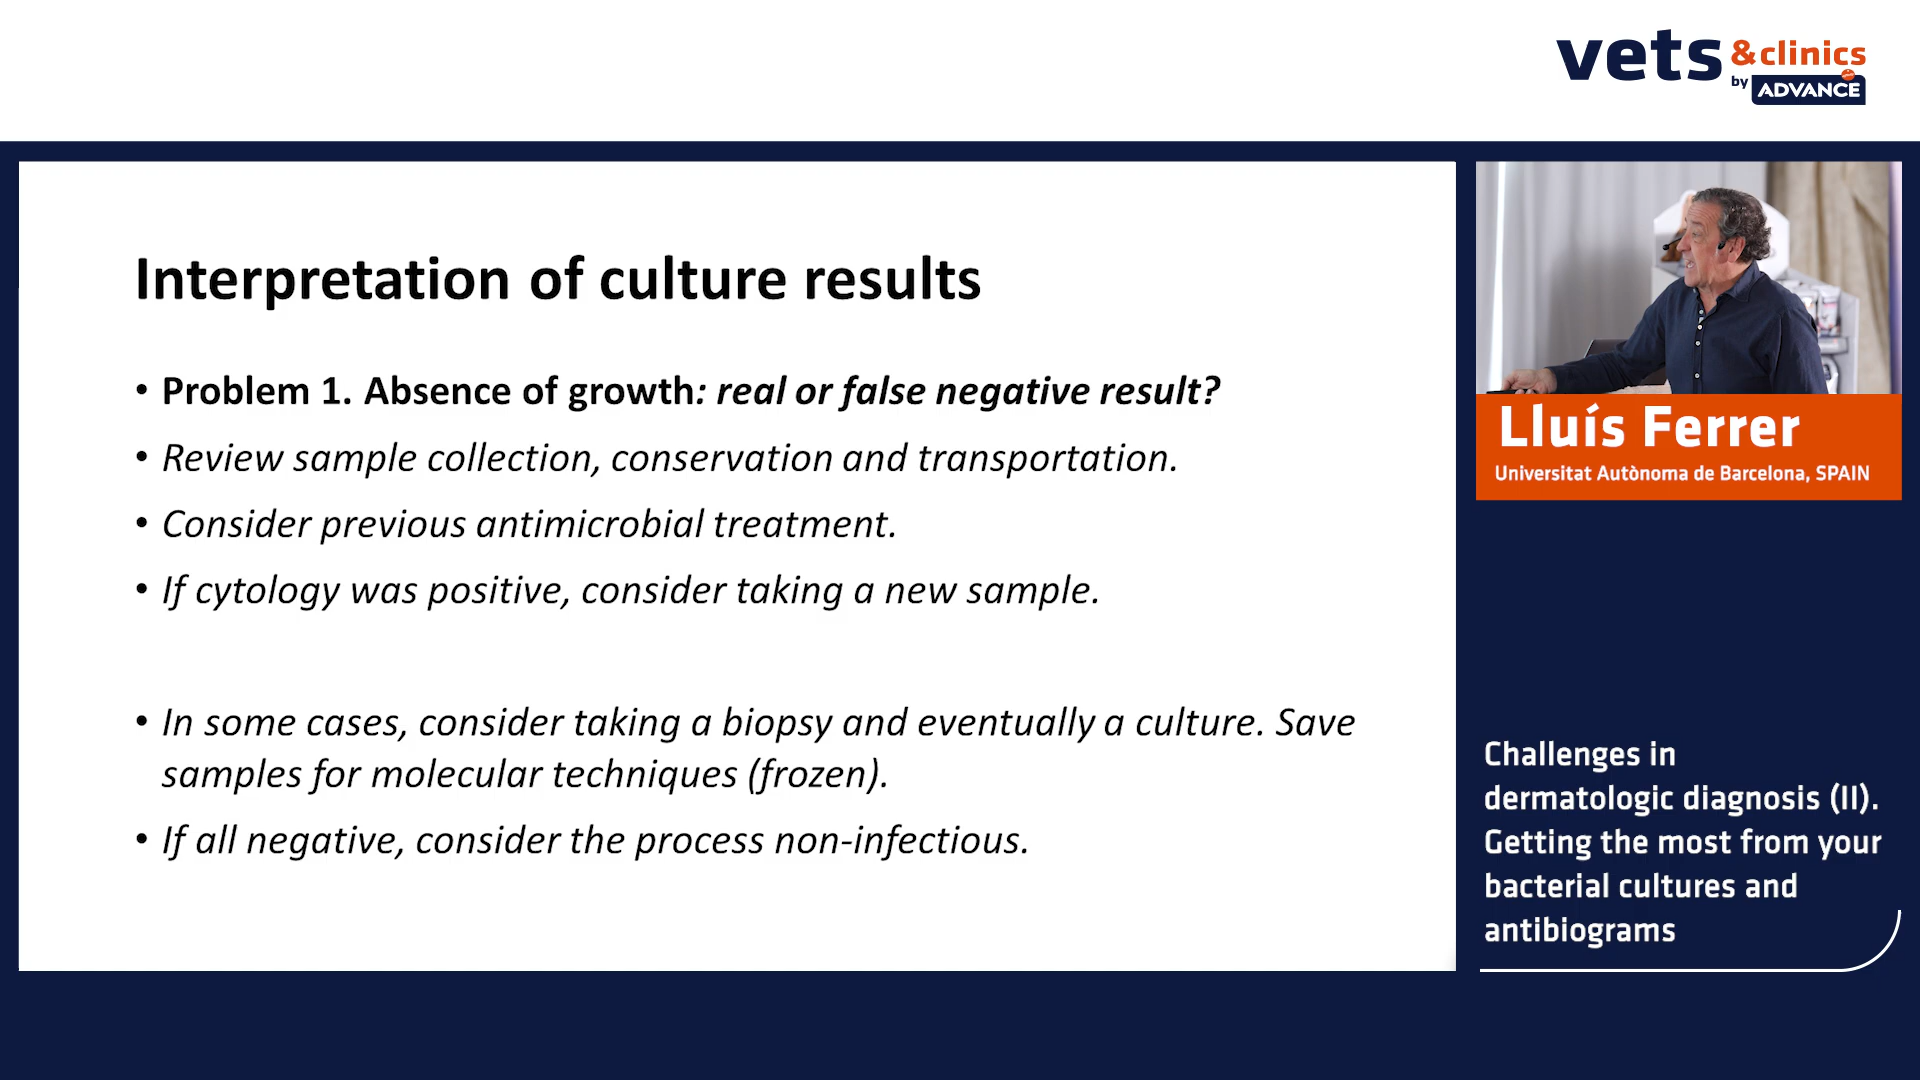 vets &clinics
by ADVANCE
Interpretation of culture results
• Problem 1. Absence of growth: real or false negative result?
• Review sample collection, conservation and transportation.
• Consider previous antimicrobial treatment.
• If cytology was positive, consider taking a new sample.
• In some cases, consider taking a biopsy and eventually a culture. Save
samples for molecular techniques (frozen).
• If all negative, consider the process non-infectious.
Lluís Ferrer
Universitat Autònoma de Barcelona, SPAIN
Challenges in
dermatologic diagnosis (II).
Getting the most from your
bacterial cultures and
antibiograms